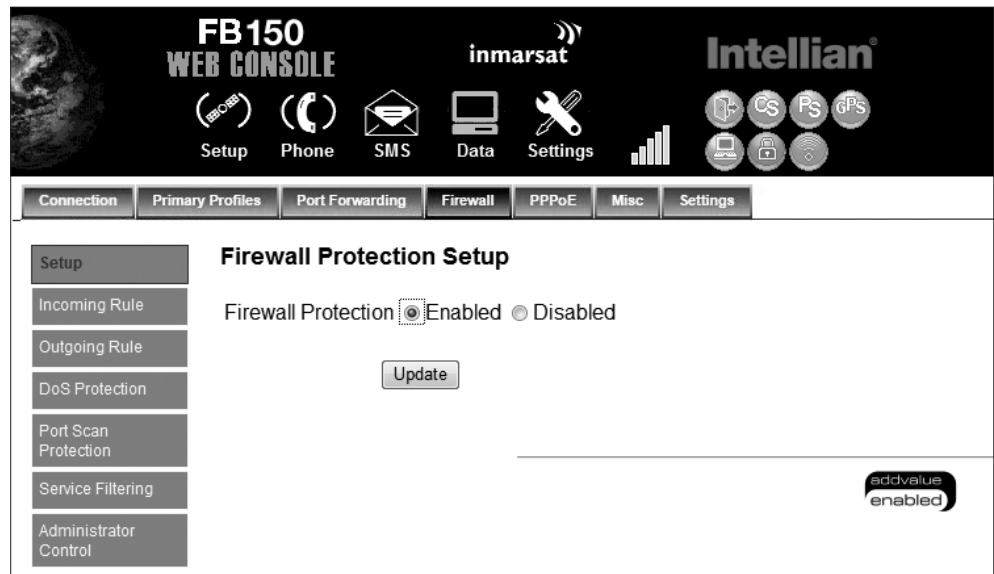 FB150
WEB CONSOLE
inmarsat
Intellian®
Setup Phone SMS Data Settings
CS PS GPS
Connection Primary Profiles Port Forwarding Firewall PPPoE Misc Settings
Setup
Incoming Rule
Outgoing Rule
DoS Protection
Port Scan
Protection
Service Filtering
Administrator
Control
Firewall Protection Setup
Firewall Protection Enabled Disabled
Update
addvalue
enabled